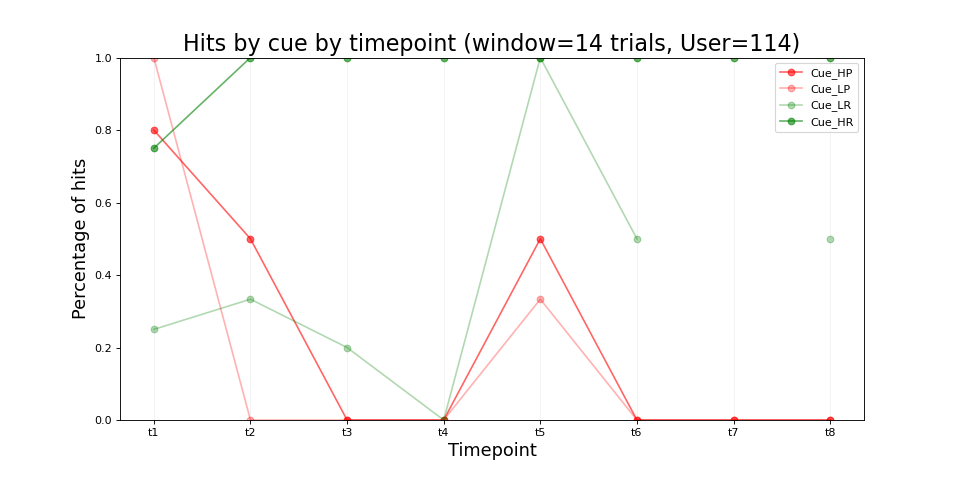 Hits by cue by timepoint (window=14 trials, User=114)
Percentage of hits
1.0
0.8
0.6
0.4
0.2
0.0
Cue_HP
Cue_LP
Cue_LR
Cue_HR
t1 t2 t3 t4 t5 t6 t7 t8
Timepoint